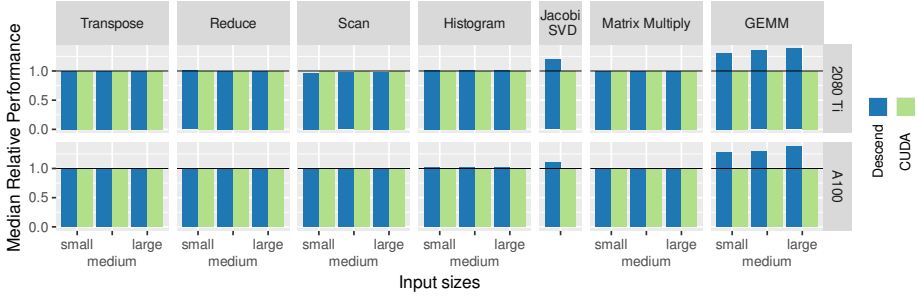 Transpose
Reduce
Scan
Histogram
Jacobi
SVD
Matrix Multiply
GEMM
Median Relative Performance
1.0
0.5
0.0
2080 Ti
1.0
0.5
0.0
A100
small
medium
large
small
medium
large
small
medium
large
small
medium
large
small
medium
large
small
medium
large
Input sizes
Descend
CUDA